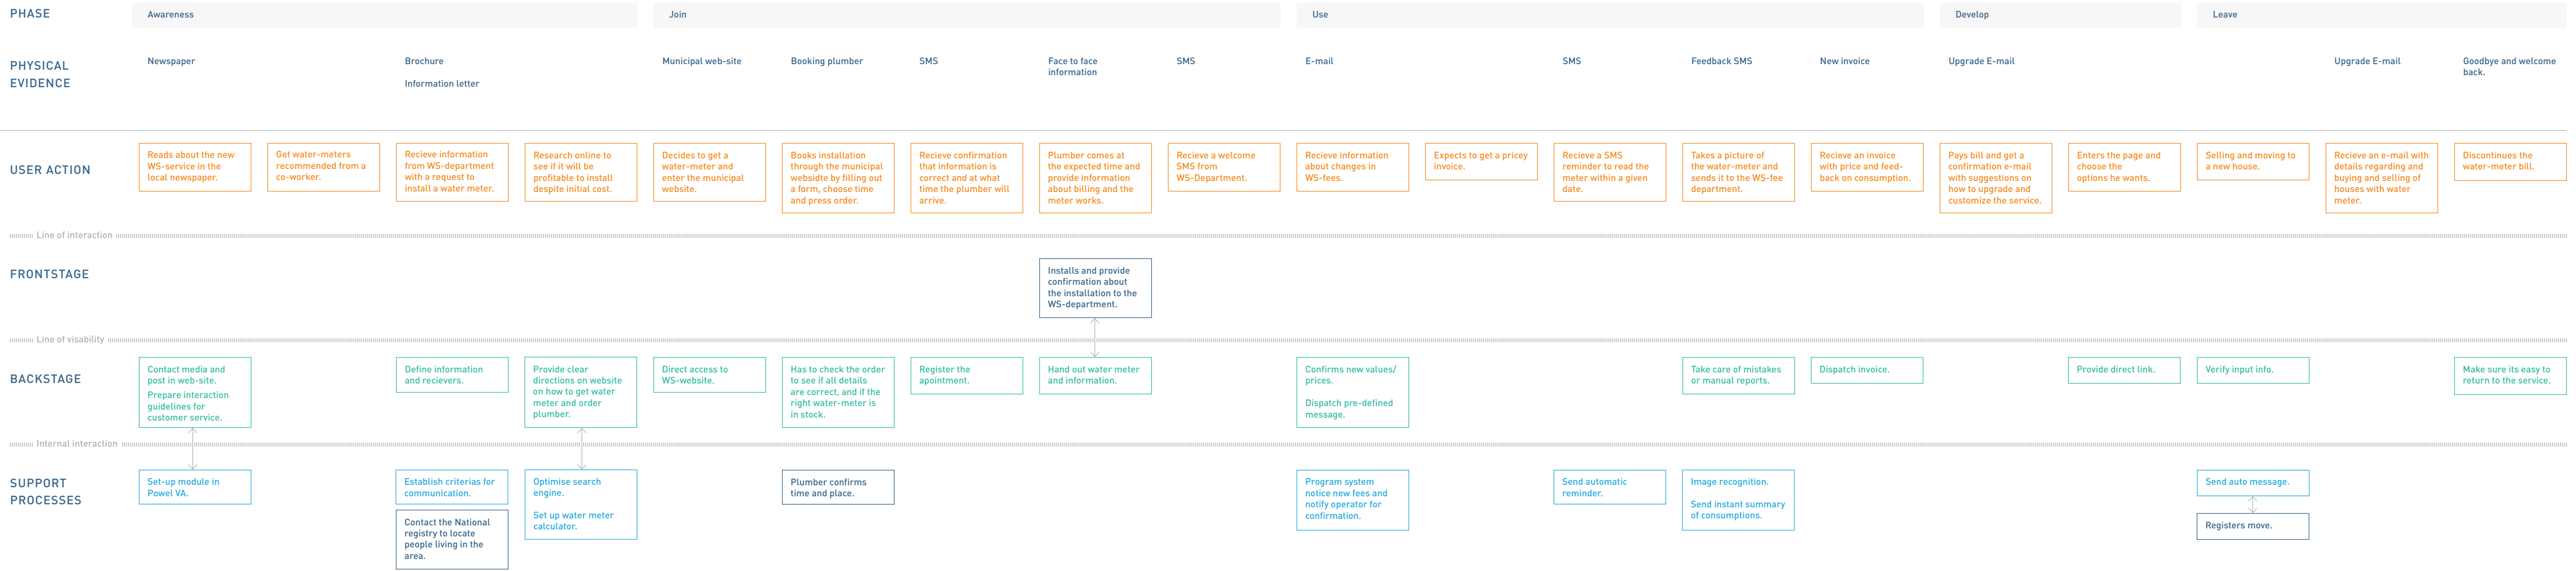 PHASE
Awareness
Join
Use
Develop
Leave
PHYSICAL
EVIDENCE
Newspaper
Brochure
Information letter
Municipal web-site
Booking plumber
SMS
Face to face
information
SMS
E-mail
SMS
Feedback SMS
New invoice
Upgrade E-mail
Upgrade E-mail
Goodbye and welcome
back.
USER ACTION
Reads about the new
WS-service in the
local newspaper.
Get water-meters
recommended from a
co-worker.
Recieve information
from WS-department
with a request to
install a water meter.
Research online to
see if it will be
profitable to install
despite initial cost.
Decides to get a
water-meter and
enter the municipal
website.
Books installation
through the municipal
websidte by filling out
a form, choose time
and press order.
Recieve confirmation
that information is
correct and at what
time the plumber will
arrive.
Plumber comes at
the expected time and
provide information
about billing and the
meter works.
Recieve a welcome
SMS from
WS-Department.
Recieve information
about changes in
WS-fees.
Expects to get a pricey
invoice.
Recieve a SMS
reminder to read the
meter within a given
date.
Takes a picture of
the water-meter and
sends it to the WS-fee
department.
Recieve an invoice
with price and feed-
back on consumption.
Pays bill and get a
confirmation e-mail
with suggestions on
how to upgrade and
customize the service.
Enters the page and
choose the
options he wants.
Selling and moving to
a new house.
Recieve an e-mail with
details regarding and
buying and selling of
houses with water
meter.
Discontinues the
water-meter bill.
Line of interaction
FRONTSTAGE
Installs and provide
confirmation about
the installation to the
WS-department.
Line of visability
BACKSTAGE
Contact media and
post in web-site.
Prepare interaction
guidelines for
customer service.
Define information
and recievers.
Provide clear
directions on website
on how to get water
meter and order
plumber.
Direct access to
WS-website.
Has to check the order
to see if all details
are correct, and if the
right water-meter is
in stock.
Register the
apointment.
Hand out water meter
and information.
Confirms new values/
prices.
Dispatch pre-defined
message.
Take care of mistakes
or manual reports.
Dispatch invoice.
Provide direct link.
Verify input info.
Make sure its easy to
return to the service.
Internal interaction
SUPPORT
PROCESSES
Set-up module in
Powel VA.
Establish criterias for
communication.
Contact the National
registry to locate
people living in the
area.
Optimise search
engine.
Set up water meter
calculator.
Plumber confirms
time and place.
Program system
notice new fees and
notify operator for
confirmation.
Send automatic
reminder.
Image recognition.
Send instant summary
of consumptions.
Send auto message.
Registers move.